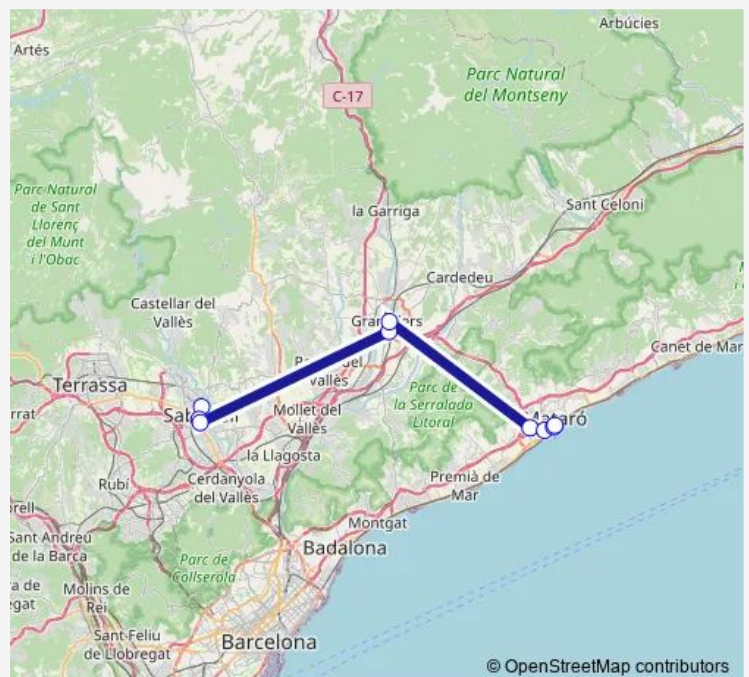 Arbúcies
Artés
Parc Natural
del Montseny
C-17
Parc Natural
de Sant
Llorenç
del Munt
i l'Obac
la Garriga
Sant Celoni
Cardedeu
Castellar del
Vallès
Canet de Mar
Terrassa
Vallès
Parc de
la Serralada
Litoral
Mataró
Mollet del
Vallès
la Llagosta
Cerdanyola
del Vallès
Rubí
Premià de
Mar
Montgat
Sant Andreu
de la Barca
Badalona
Parc de
Collserola
Molins de
Rei
Sant-Feliu
de Llobregat
Barcelona
© OpenStreetMap contributors